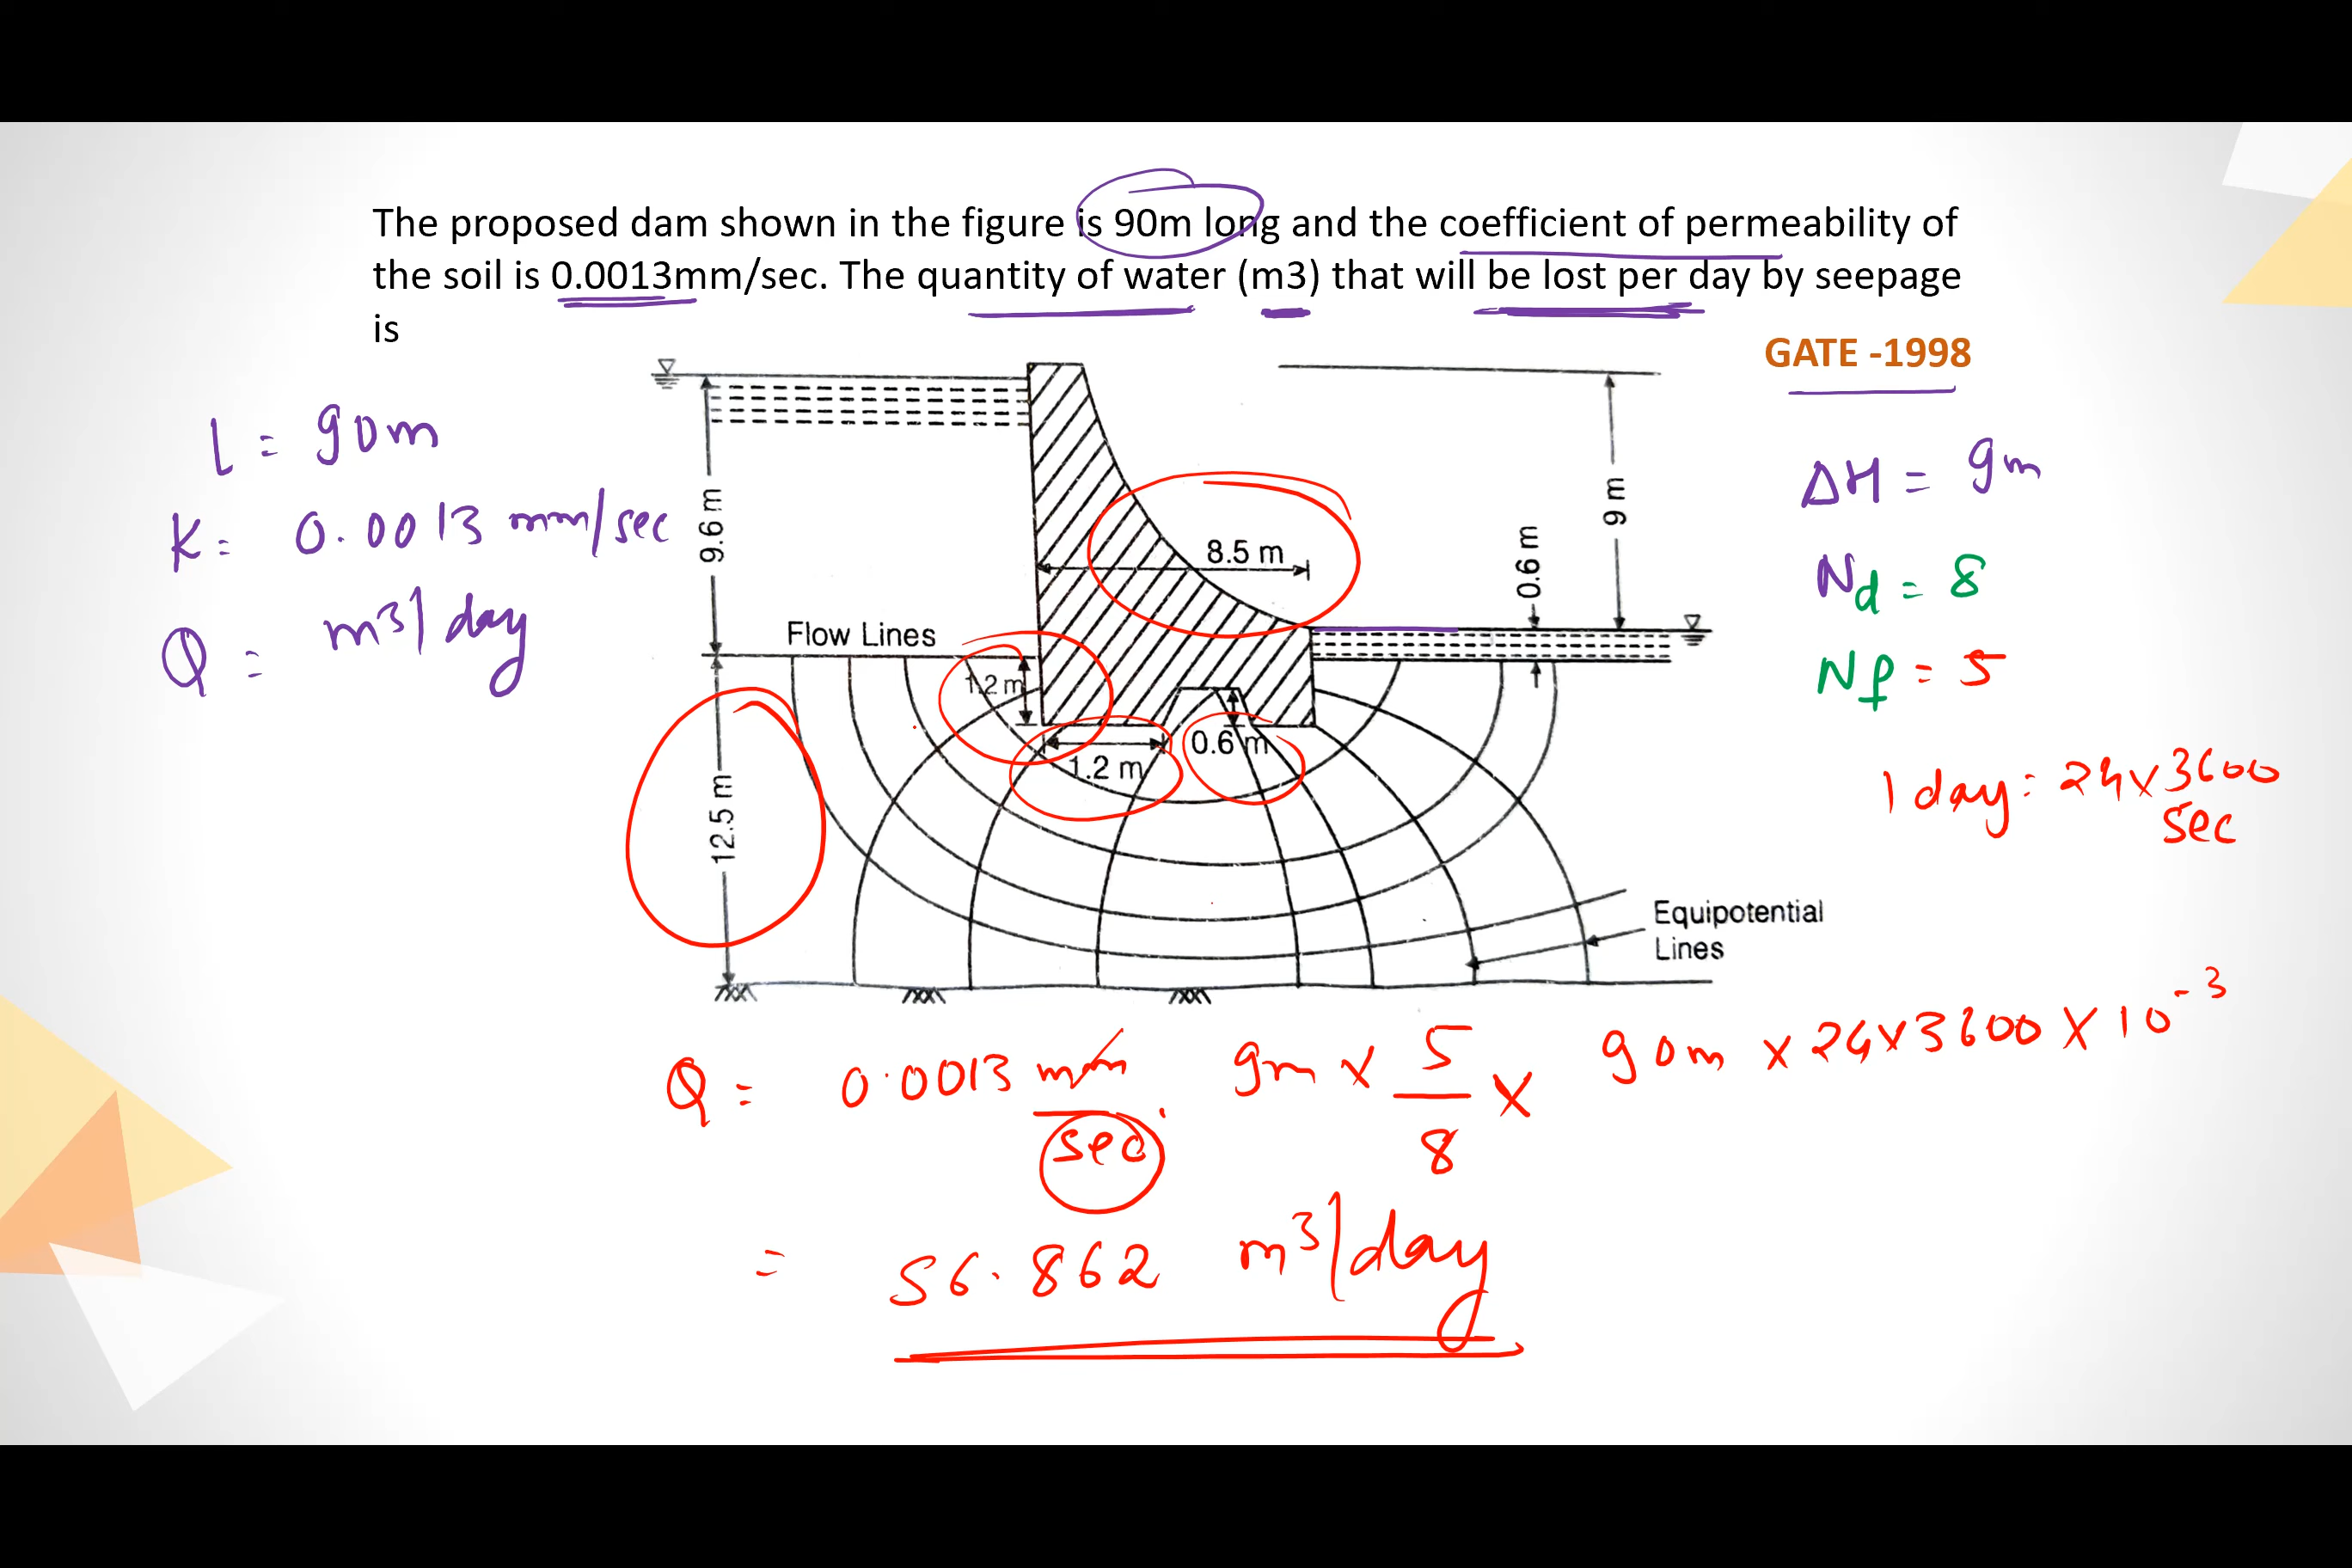 The proposed dam shown in the figure is 90m long and the coefficient of permeability of
the soil is 0.0013mm/sec. The quantity of water (m3) that will be lost per day by seepage
is
GATE -1998
L = 90m
K = 0.0013 mm/sec
Q = m³/day
9.6 m
8.5 m
0.6 m
9 m
ΔH = 9m
Nd = 8
Nf = 5
1 day = 24x3600
sec
Flow Lines
1.2 m
1.2 m
0.6 m
12.5 m
Equipotential
Lines
Q = 0.0013 mm/sec. 9m x 5/8 x 90m x 24x3600 x 10⁻³
= 56.862 m³/day